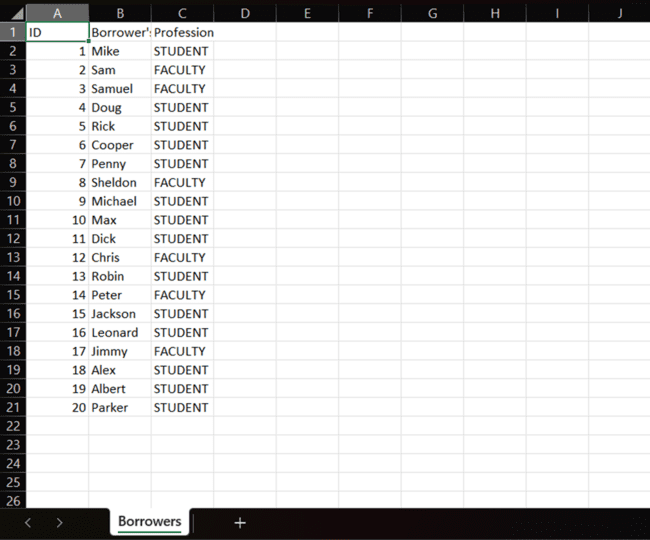 A B C D E F G H I J
1 ID Borrower's Profession
2 1 Mike STUDENT
3 2 Sam FACULTY
4 3 Samuel FACULTY
5 4 Doug STUDENT
6 5 Rick STUDENT
7 6 Cooper STUDENT
8 7 Penny STUDENT
9 8 Sheldon FACULTY
10 9 Michael STUDENT
11 10 Max STUDENT
12 11 Dick STUDENT
13 12 Chris FACULTY
14 13 Robin STUDENT
15 14 Peter FACULTY
16 15 Jackson STUDENT
17 16 Leonard STUDENT
18 17 Jimmy FACULTY
19 18 Alex STUDENT
20 19 Albert STUDENT
21 20 Parker STUDENT
22
23
24
25
26
Borrowers